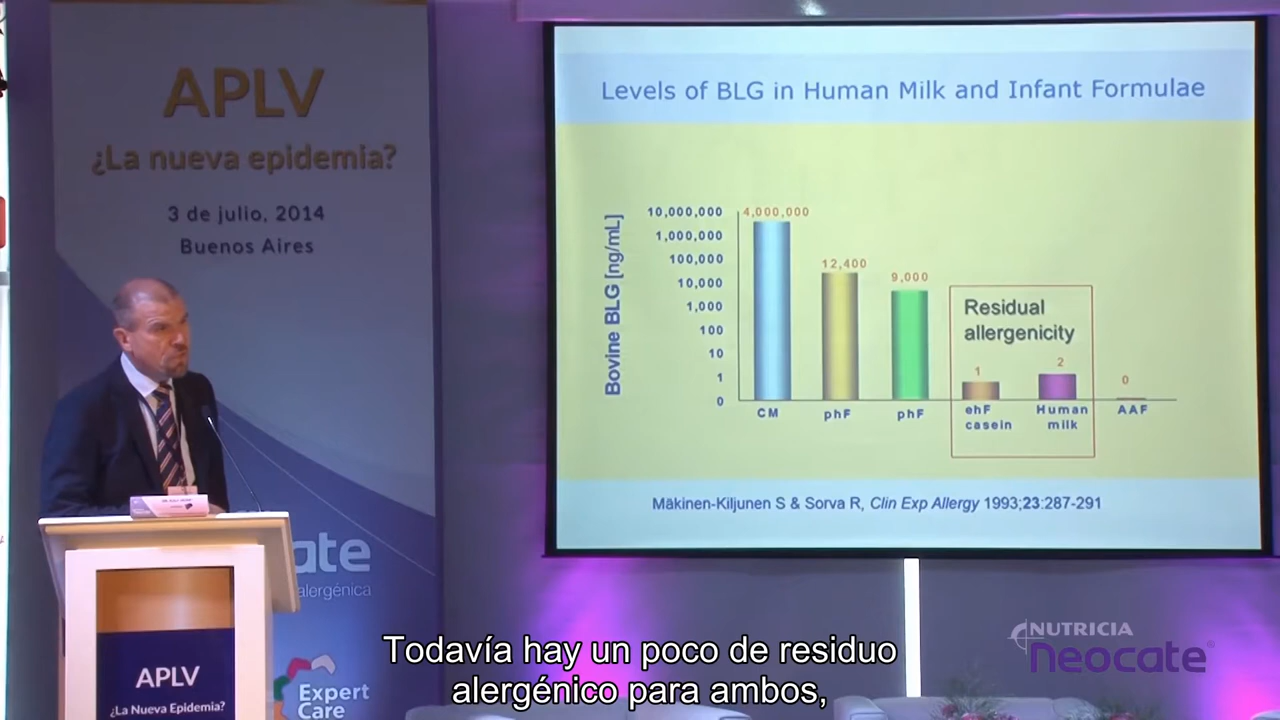 APLV
¿La nueva epidemia?
3 de julio, 2014
Buenos Aires
Levels of BLG in Human Milk and Infant Formulae
Bovine BLG [ng/mL]
10,000,000
1,000,000
100,000
10,000
1,000
100
10
1
0
4,000,000
12,400
9,000
1
2
0
Residual
allergenicity
CM
phF
phF
ehF
casein
Human
milk
AAF
Mäkinen-Kiljunen S & Sorva R, Clin Exp Allergy 1993;23:287-291
cate
alergénica
APLV
¿La Nueva Epidemia?
Expert
Care
NUTRICIA
neocate
Todavía hay un poco de residuo
alergénico para ambos,